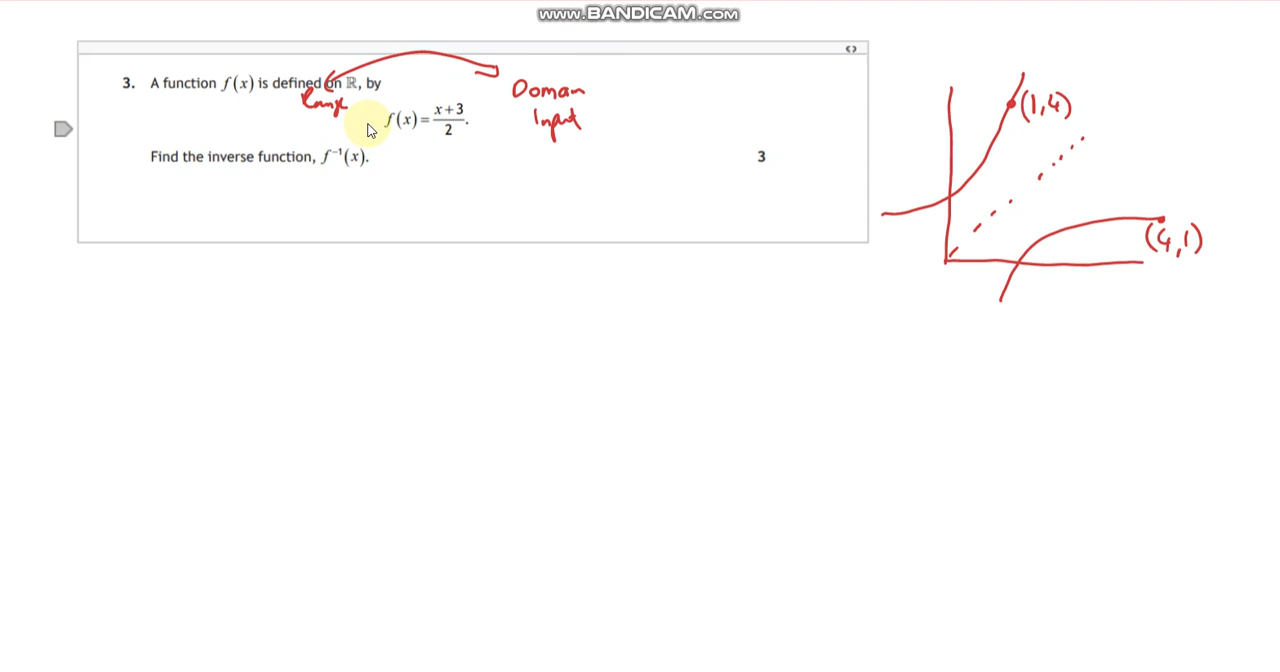 www.BANDICAM.com
<>
3. A function f(x) is defined on ℝ, by
Range
Doman
Input
f(x) = (x+3)/2.
Find the inverse function, f⁻¹(x).
3
(1,4)
(4,1)